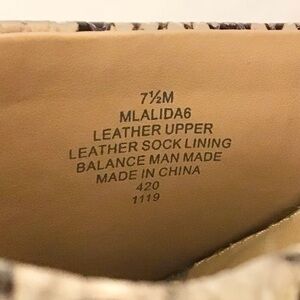 7½M
MLALIDA6
LEATHER UPPER
LEATHER SOCK LINING
BALANCE MAN MADE
MADE IN CHINA
420
1119